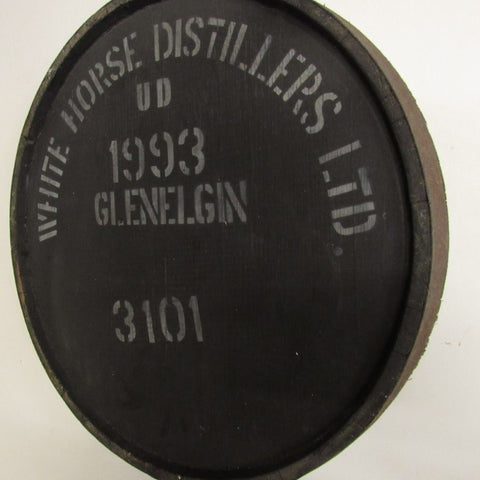 WHITE HORSE DISTILLERS LTD.
UD
1993
GLENELGIN
3101